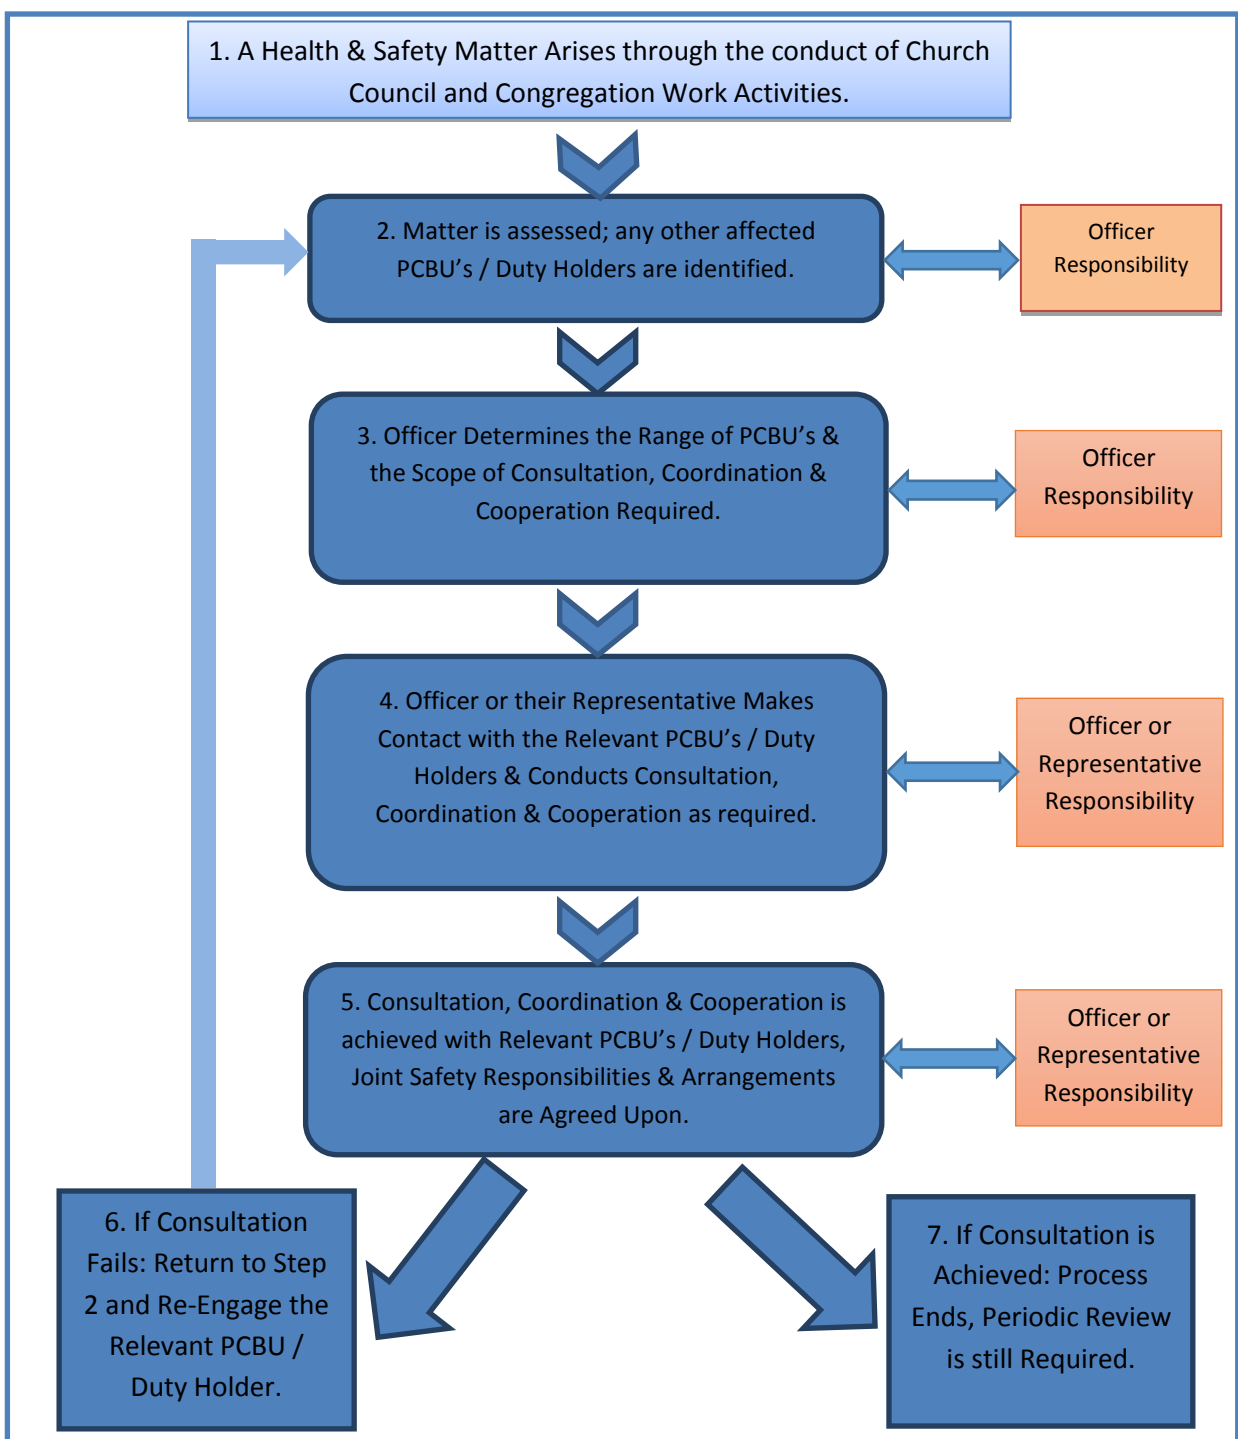 1. A Health & Safety Matter Arises through the conduct of Church
Council and Congregation Work Activities.
2. Matter is assessed; any other affected
PCBU's / Duty Holders are identified.
Officer
Responsibility
3. Officer Determines the Range of PCBU's &
the Scope of Consultation, Coordination &
Cooperation Required.
Officer
Responsibility
4. Officer or their Representative Makes
Contact with the Relevant PCBU's / Duty
Holders & Conducts Consultation,
Coordination & Cooperation as required.
Officer or
Representative
Responsibility
5. Consultation, Coordination & Cooperation is
achieved with Relevant PCBU's / Duty Holders,
Joint Safety Responsibilities & Arrangements
are Agreed Upon.
Officer or
Representative
Responsibility
6. If Consultation
Fails: Return to Step
2 and Re-Engage the
Relevant PCBU /
Duty Holder.
7. If Consultation is
Achieved: Process
Ends, Periodic Review
is still Required.